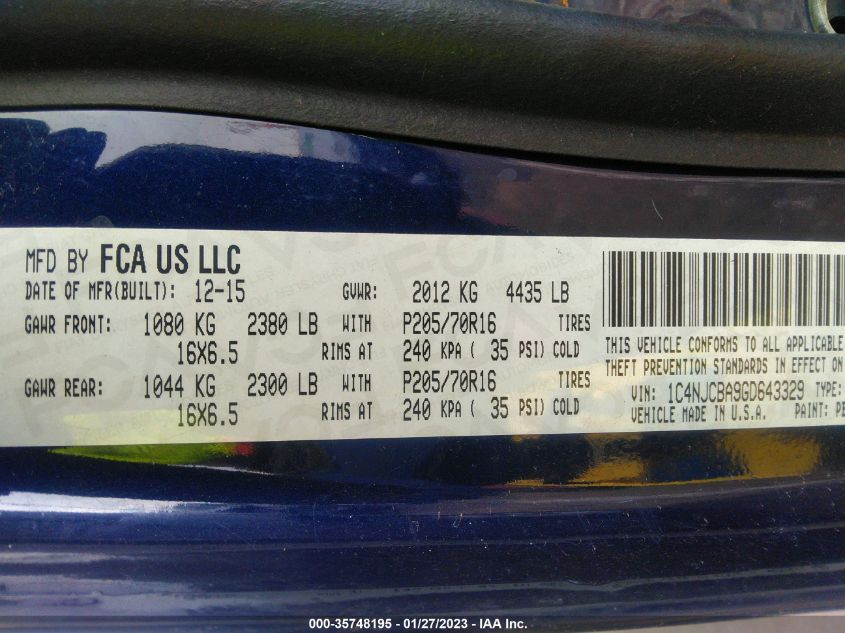 MFD BY FCA US LLC
DATE OF MFR(BUILT): 12-15 GVWR: 2012 KG 4435 LB
GAWR FRONT: 1080 KG 2380 LB WITH P205/70R16 TIRES
16X6.5 RIMS AT 240 KPA ( 35 PSI) COLD
GAWR REAR: 1044 KG 2300 LB WITH P205/70R16 TIRES
16X6.5 RIMS AT 240 KPA ( 35 PSI) COLD
THIS VEHICLE CONFORMS TO ALL APPLICABLE
THEFT PREVENTION STANDARDS IN EFFECT ON
VIN: 1C4NJCBA9GD643329 TYPE:
VEHICLE MADE IN U.S.A. PAINT: PB
000-35748195 - 01/27/2023 - IAA Inc.